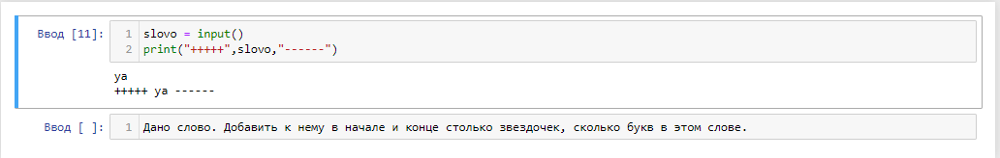 Ввод [11]: 1 slovo = input()
2 print("+++++",slovo,"------")
ya
+++++ ya ------
Ввод [ ]: 1 Дано слово. Добавить к нему в начале и конце столько звездочек, сколько букв в этом слове.